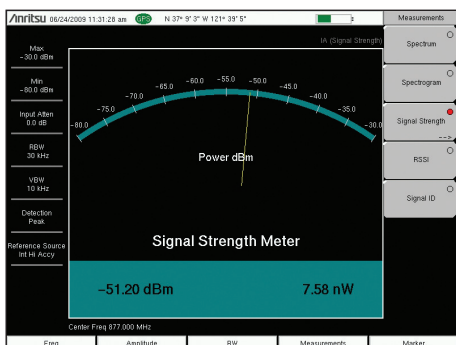 Anritsu 06/24/2009 11:31:28 am GPS N 37° 9' 3" W 121° 39' 5"
Measurements
IA (Signal Strength)
Max
-30.0 dBm
Min
-80.0 dBm
Input Atten
0.0 dB
RBW
30 kHz
VBW
10 kHz
Detection
Peak
Reference Source
Int Hi Accy
-80.0
-75.0
-70.0
-65.0
-60.0
-55.0
-50.0
-45.0
-40.0
-35.0
-30.0
Power dBm
Signal Strength Meter
-51.20 dBm
7.58 nW
Center Freq 877.000 MHz
Spectrum
Spectrogram
Signal Strength
-->
RSSI
Signal ID
Freq
Amplitude
BW
Measurements
Marker